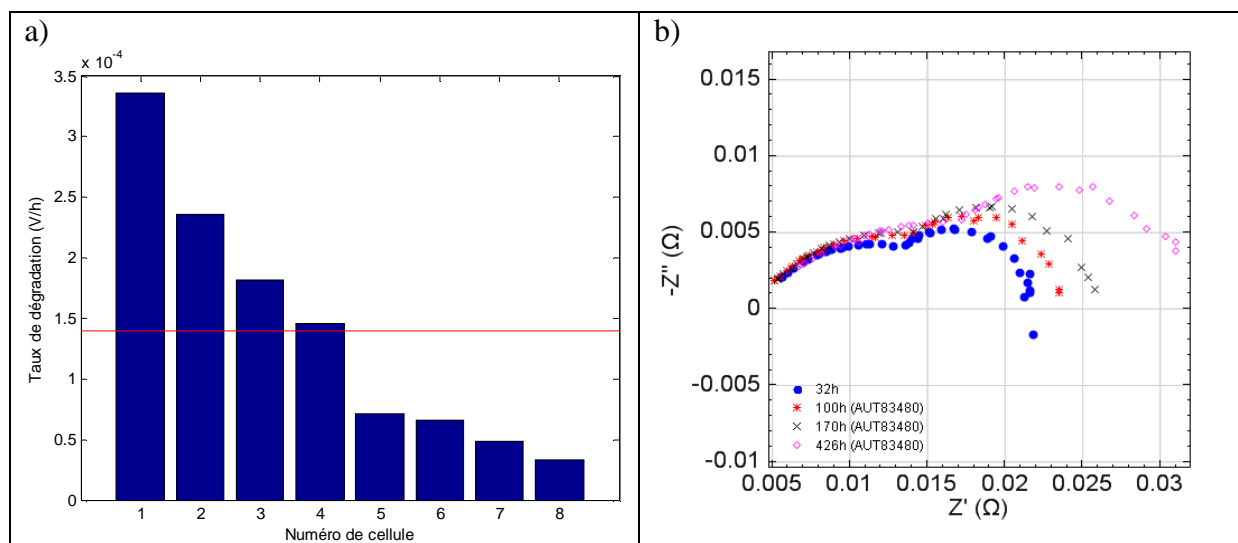 a)
x 10⁻⁴
3.5
3
2.5
2
1.5
1
0.5
0
Taux de dégradation (V/h)
1 2 3 4 5 6 7 8
Numéro de cellule
b)
0.015
0.01
0.005
0
-0.005
-0.01
-Z'' (Ω)
32h
100h (AUT83480)
170h (AUT83480)
426h (AUT83480)
0.005 0.01 0.015 0.02 0.025 0.03
Z' (Ω)